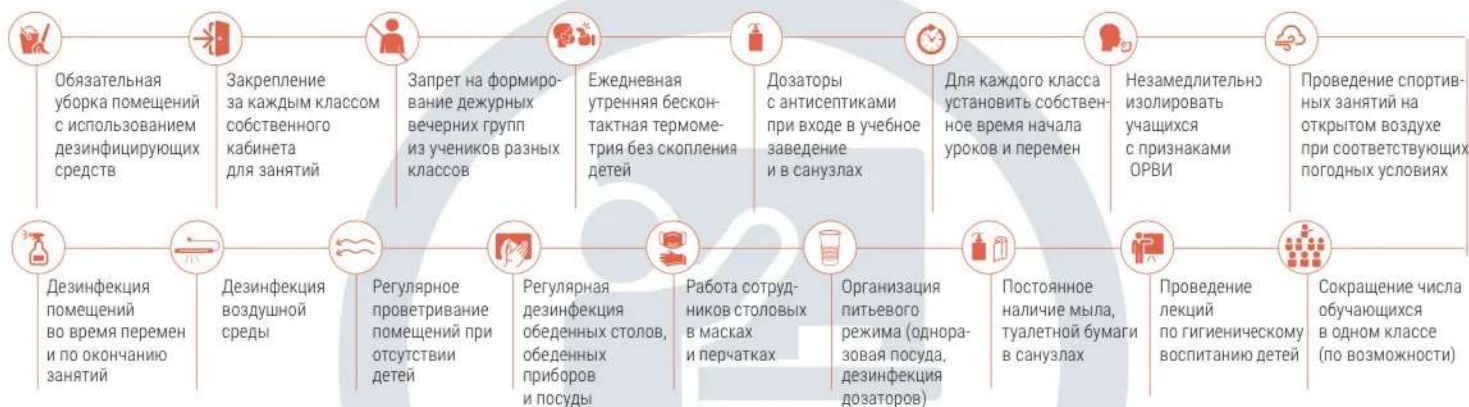 Обязательная
уборка помещений
с использованием
дезинфицирующих
средств
Закрепление
за каждым классом
собственного
кабинета
для занятий
Запрет на формиро-
вание дежурных
вечерних групп
из учеников разных
классов
Ежедневная
утренняя бескон-
тактная термоме-
трия без скопления
детей
Дозаторы
с антисептиками
при входе в учебное
заведение
и в санузлах
Для каждого класса
установить собствен-
ное время начала
уроков и перемен
Незамедлительно
изолировать
учащихся
с признаками
ОРВИ
Проведение спортив-
ных занятий на
открытом воздухе
при соответствующих
погодных условиях
Дезинфекция
помещений
во время перемен
и по окончанию
занятий
Дезинфекция
воздушной
среды
Регулярное
проветривание
помещений при
отсутствии
детей
Регулярная
дезинфекция
обеденных столов,
обеденных
приборов
и посуды
Работа сотруд-
ников столовых
в масках
и перчатках
Организация
питьевого
режима (однора-
зовая посуда,
дезинфекция
дозаторов)
Постоянное
наличие мыла,
туалетной бумаги
в санузлах
Проведение
лекций
по гигиеническому
воспитанию детей
Сокращение числа
обучающихся
в одном классе
(по возможности)